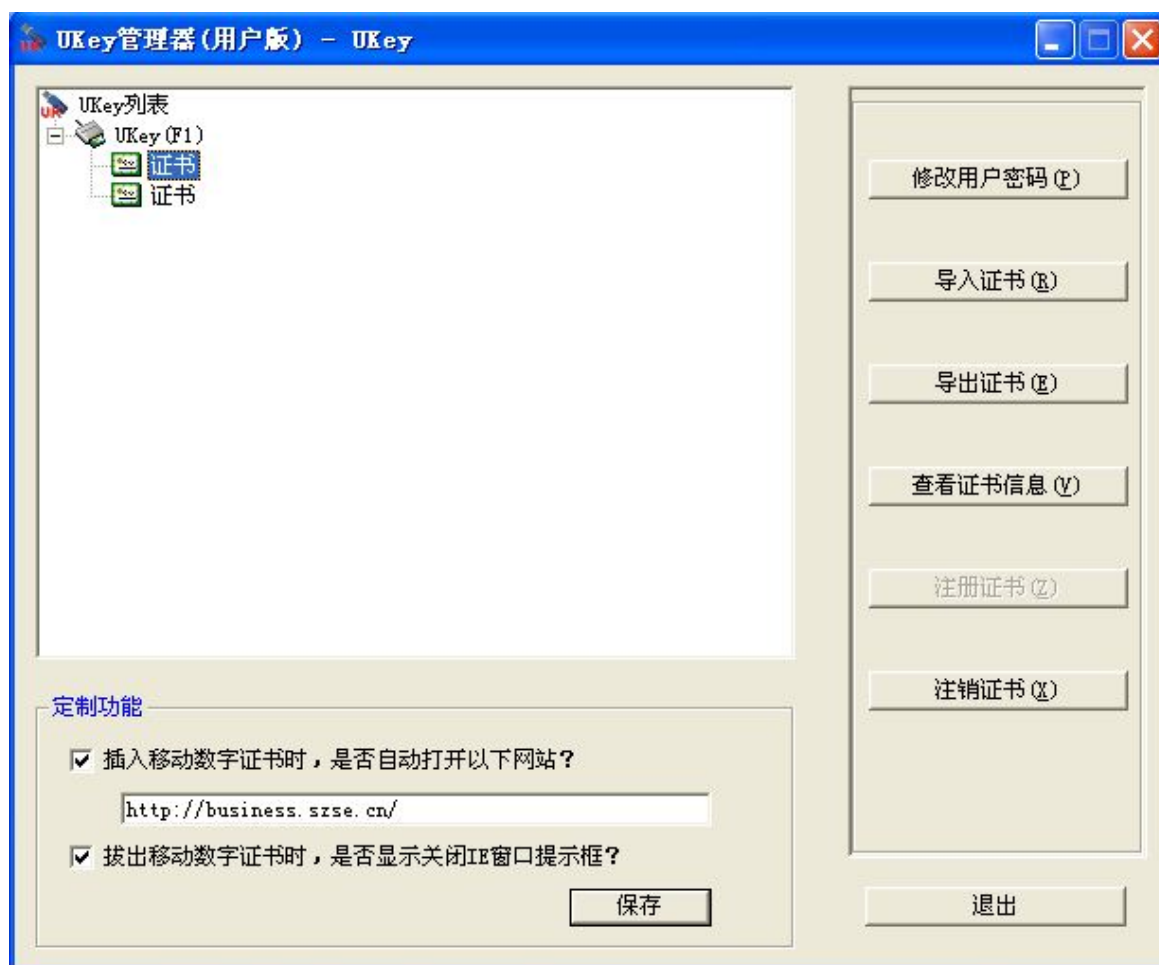 UKey管理器(用户版) - UKey
UKey列表
UKey(F1)
证书
证书
修改用户密码(P)
导入证书(R)
导出证书(E)
查看证书信息(V)
注册证书(Z)
注销证书(X)
定制功能
插入移动数字证书时，是否自动打开以下网站？
http://business.szse.cn/
拔出移动数字证书时，是否显示关闭IE窗口提示框？
保存
退出